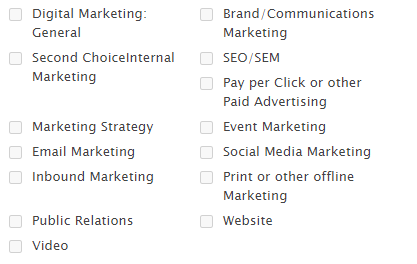 Digital Marketing:
General
Brand/Communications
Marketing
Second ChoiceInternal
Marketing
SEO/SEM
Pay per Click or other
Paid Advertising
Marketing Strategy
Event Marketing
Email Marketing
Social Media Marketing
Inbound Marketing
Print or other offline
Marketing
Public Relations
Website
Video